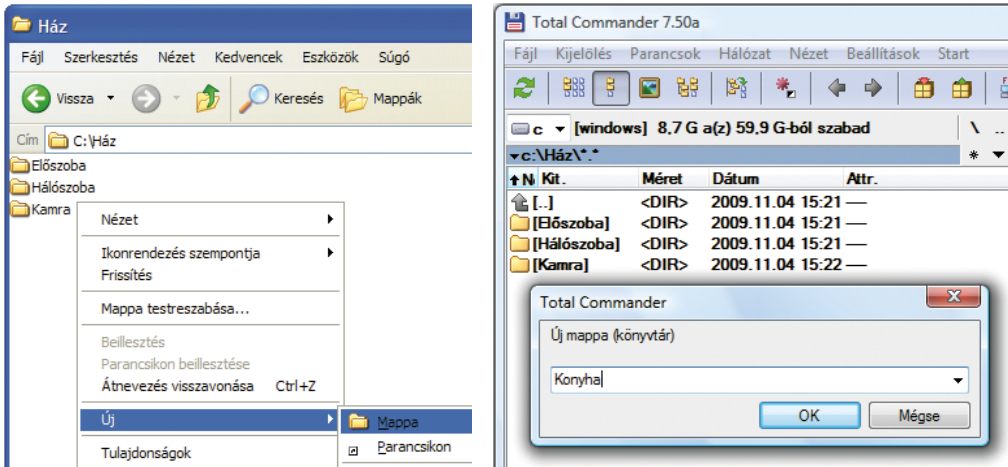 Ház
Fájl Szerkesztés Nézet Kedvencek Eszközök Súgó
Vissza Keresés Mappák
Cím C:\Ház
Előszoba
Hálószoba
Kamra
Nézet
Ikonrendezés szempontja
Frissítés
Mappa testreszabása...
Beillesztés
Parancsikon beillesztése
Átnevezés visszavonása Ctrl+Z
Új
Mappa
Parancsikon
Tulajdonságok
Total Commander 7.50a
Fájl Kijelölés Parancsok Hálózat Nézet Beállítások Start
c [windows] 8,7 G a(z) 59,9 G-ból szabad \ ..
c:\Ház\*.* *
Kit. Méret Dátum Attr.
[..] <DIR> 2009.11.04 15:21 ----
[Előszoba] <DIR> 2009.11.04 15:21 ----
[Hálószoba] <DIR> 2009.11.04 15:21 ----
[Kamra] <DIR> 2009.11.04 15:22 ----
Total Commander
Új mappa (könyvtár)
Konyha
OK Mégse